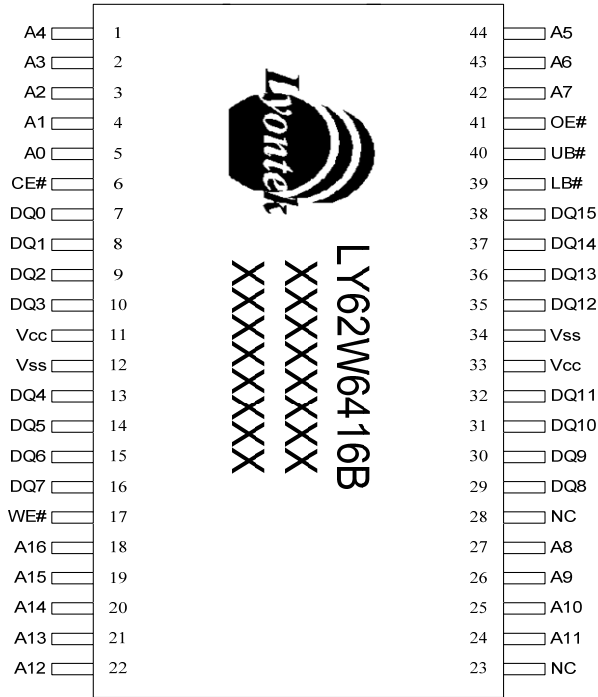 A4 1 44 A5
A3 2 43 A6
A2 3 42 A7
A1 4 41 OE#
A0 5 40 UB#
CE# 6 39 LB#
DQ0 7 38 DQ15
DQ1 8 37 DQ14
DQ2 9 36 DQ13
DQ3 10 35 DQ12
Vcc 11 34 Vss
Vss 12 33 Vcc
DQ4 13 32 DQ11
DQ5 14 31 DQ10
DQ6 15 30 DQ9
DQ7 16 29 DQ8
WE# 17 28 NC
A16 18 27 A8
A15 19 26 A9
A14 20 25 A10
A13 21 24 A11
A12 22 23 NC
Lyontek
LY62W6416B
XXXXXXXX
XXXXXXXX